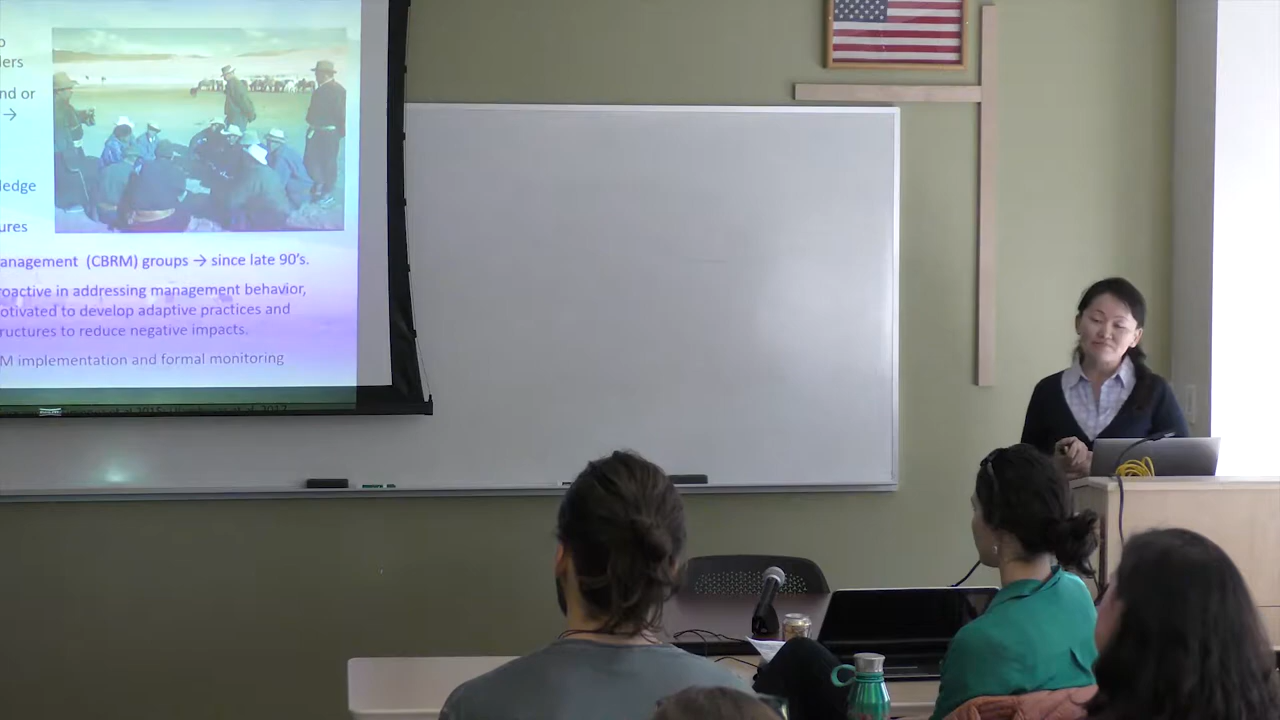 o
ders
nd or
→
ledge
ures
anagement (CBRM) groups → since late 90's.
roactive in addressing management behavior,
otivated to develop adaptive practices and
ructures to reduce negative impacts.
M implementation and formal monitoring